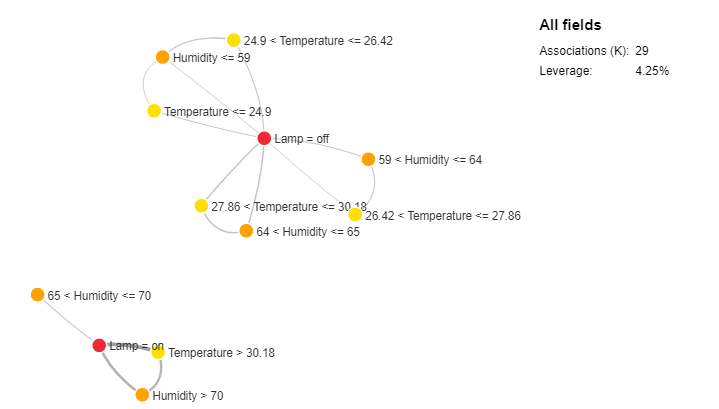 All fields
24.9 < Temperature <= 26.42
Associations (K): 29
Humidity <= 59
Leverage: 4.25%
Temperature <= 24.9
Lamp = off
59 < Humidity <= 64
27.86 < Temperature <= 30.18
26.42 < Temperature <= 27.86
64 < Humidity <= 65
65 < Humidity <= 70
Lamp = on
Temperature > 30.18
Humidity > 70